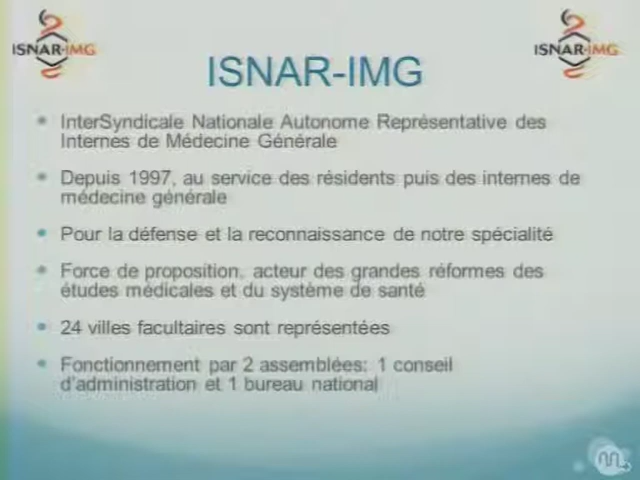 ISNAR-IMG
ISNAR-IMG
ISNAR-IMG
InterSyndicale Nationale Autonome Représentative des
Internes de Médecine Générale
Depuis 1997, au service des résidents puis des internes de
médecine générale
Pour la défense et la reconnaissance de notre spécialité
Force de proposition, acteur des grandes réformes des
études médicales et du système de santé
24 villes facultaires sont représentées
Fonctionnement par 2 assemblées: 1 conseil
d'administration et 1 bureau national